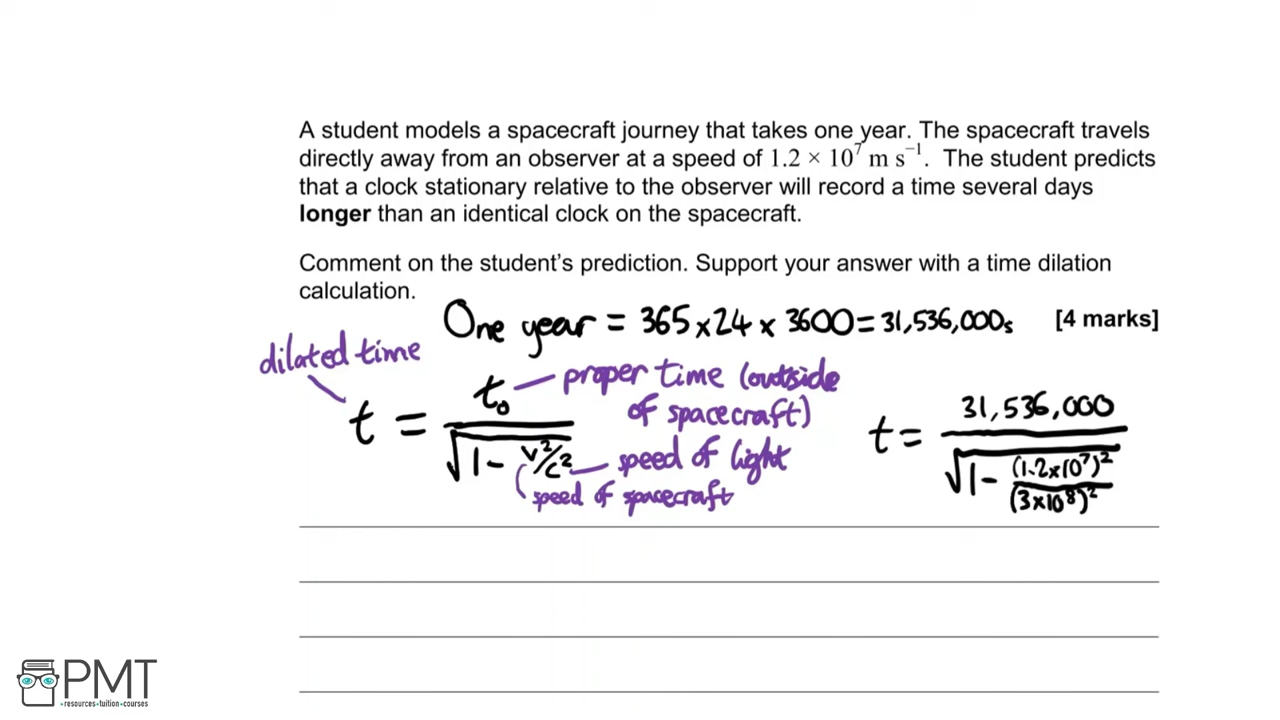 A student models a spacecraft journey that takes one year. The spacecraft travels
directly away from an observer at a speed of 1.2 × 10⁷ m s⁻¹. The student predicts
that a clock stationary relative to the observer will record a time several days
longer than an identical clock on the spacecraft.
Comment on the student's prediction. Support your answer with a time dilation
calculation.
[4 marks]
One year = 365 x 24 x 3600 = 31,536,000s
dilated time
t = t₀ / √(1 - v²/c²)
proper time (outside
of spacecraft)
speed of light
speed of spacecraft
t = 31,536,000 / √(1 - (1.2x10⁷)² / (3x10⁸)²)
PMT
•resources•tuition•courses